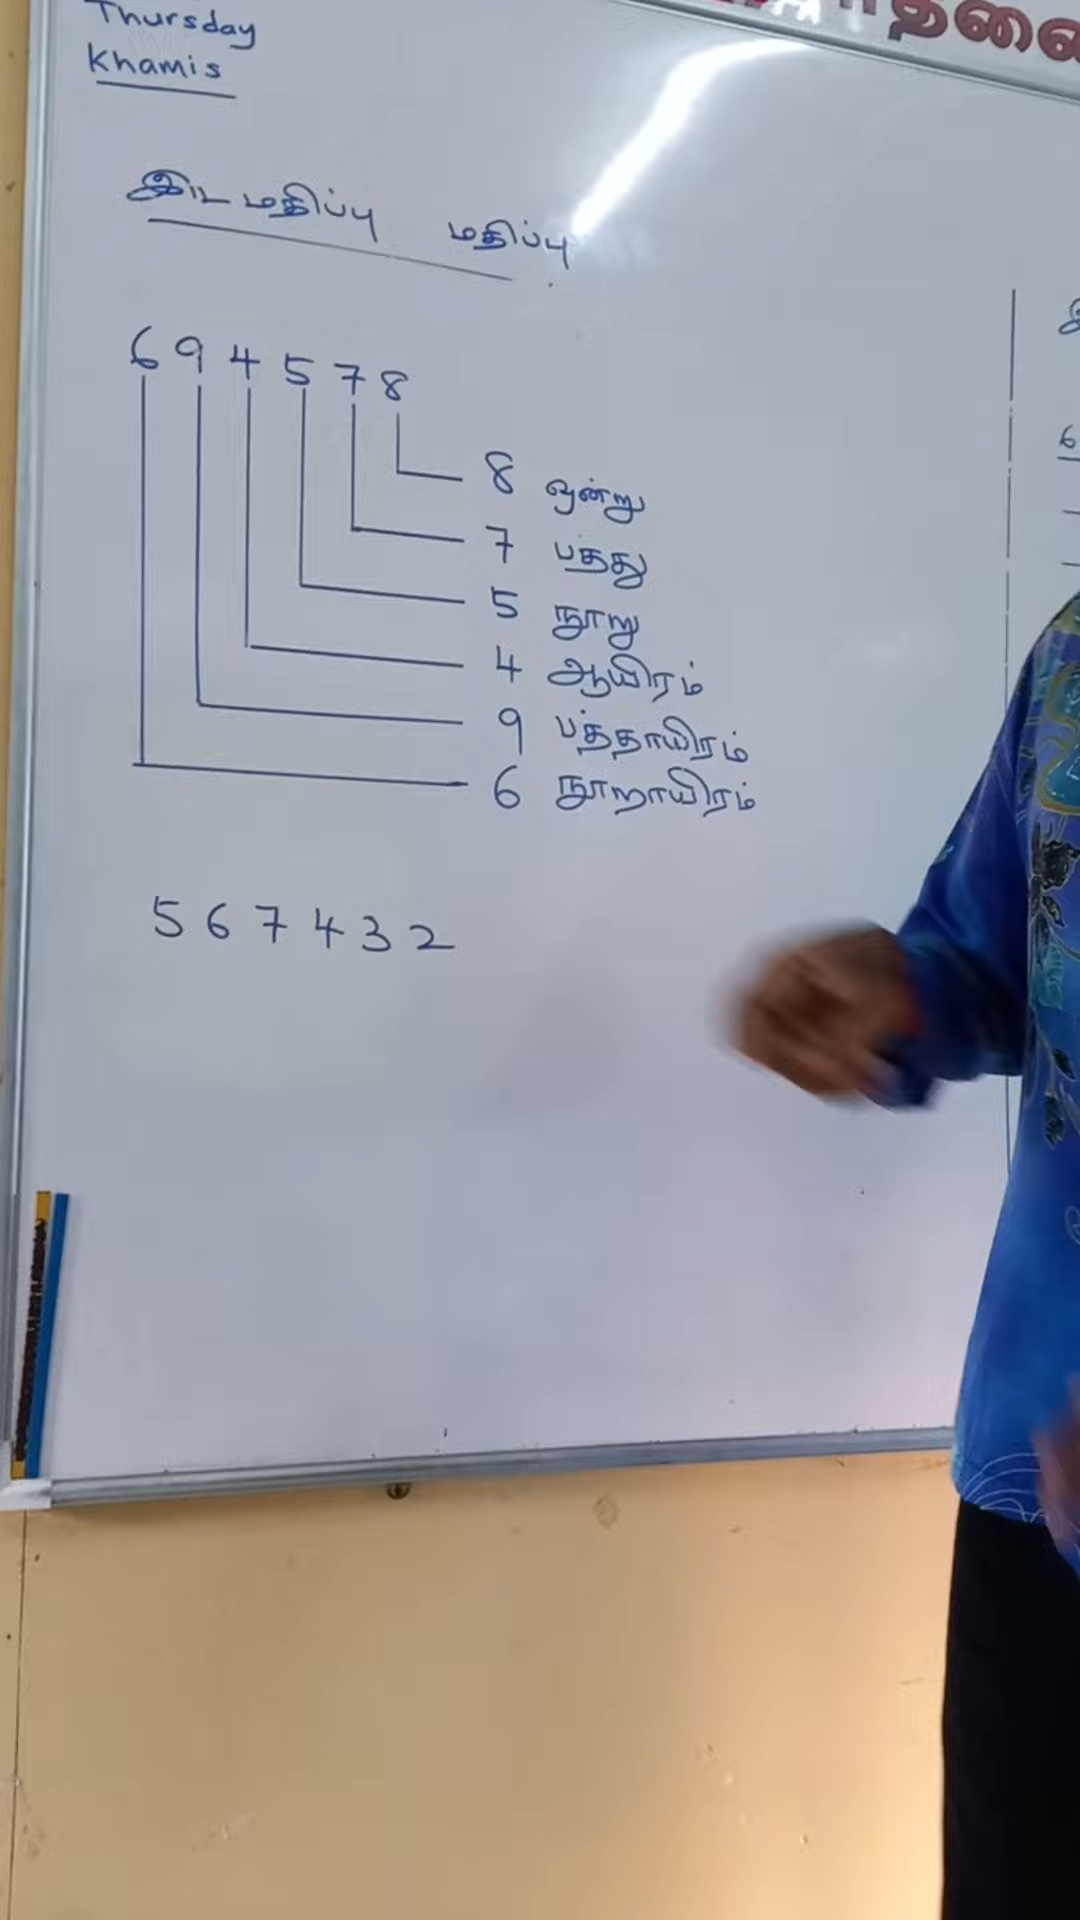 Thursday
Khamis
இட மதிப்பு மதிப்பு
6 9 4 5 7 8
8 ஒன்று
7 பத்து
5 நூறு
4 ஆயிரம்
9 பத்தாயிரம்
6 நூறாயிரம்
5 6 7 4 3 2